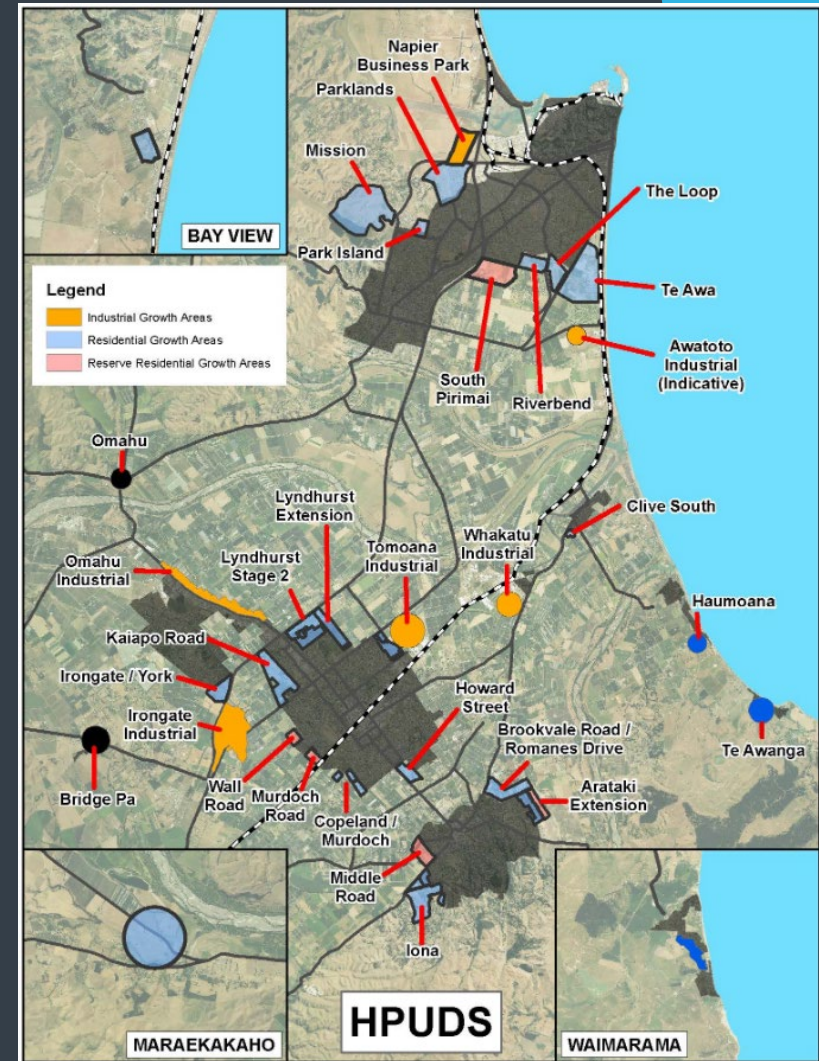 Napier
Business Park
Parklands
Mission
The Loop
BAY VIEW
Park Island
Te Awa
Legend
Industrial Growth Areas
Residential Growth Areas
Reserve Residential Growth Areas
South
Pirimai
Riverbend
Awatoto
Industrial
(Indicative)
Omahu
Lyndhurst
Extension
Clive South
Omahu
Industrial
Lyndhurst
Stage 2
Tomoana
Industrial
Whakatu
Industrial
Haumoana
Kaiapo Road
Irongate / York
Howard
Street
Irongate
Industrial
Brookvale Road /
Romanes Drive
Te Awanga
Bridge Pa
Wall
Road
Murdoch
Road
Copeland /
Murdoch
Arataki
Extension
Middle
Road
Iona
MARAEKAKAHO
HPUDS
WAIMARAMA